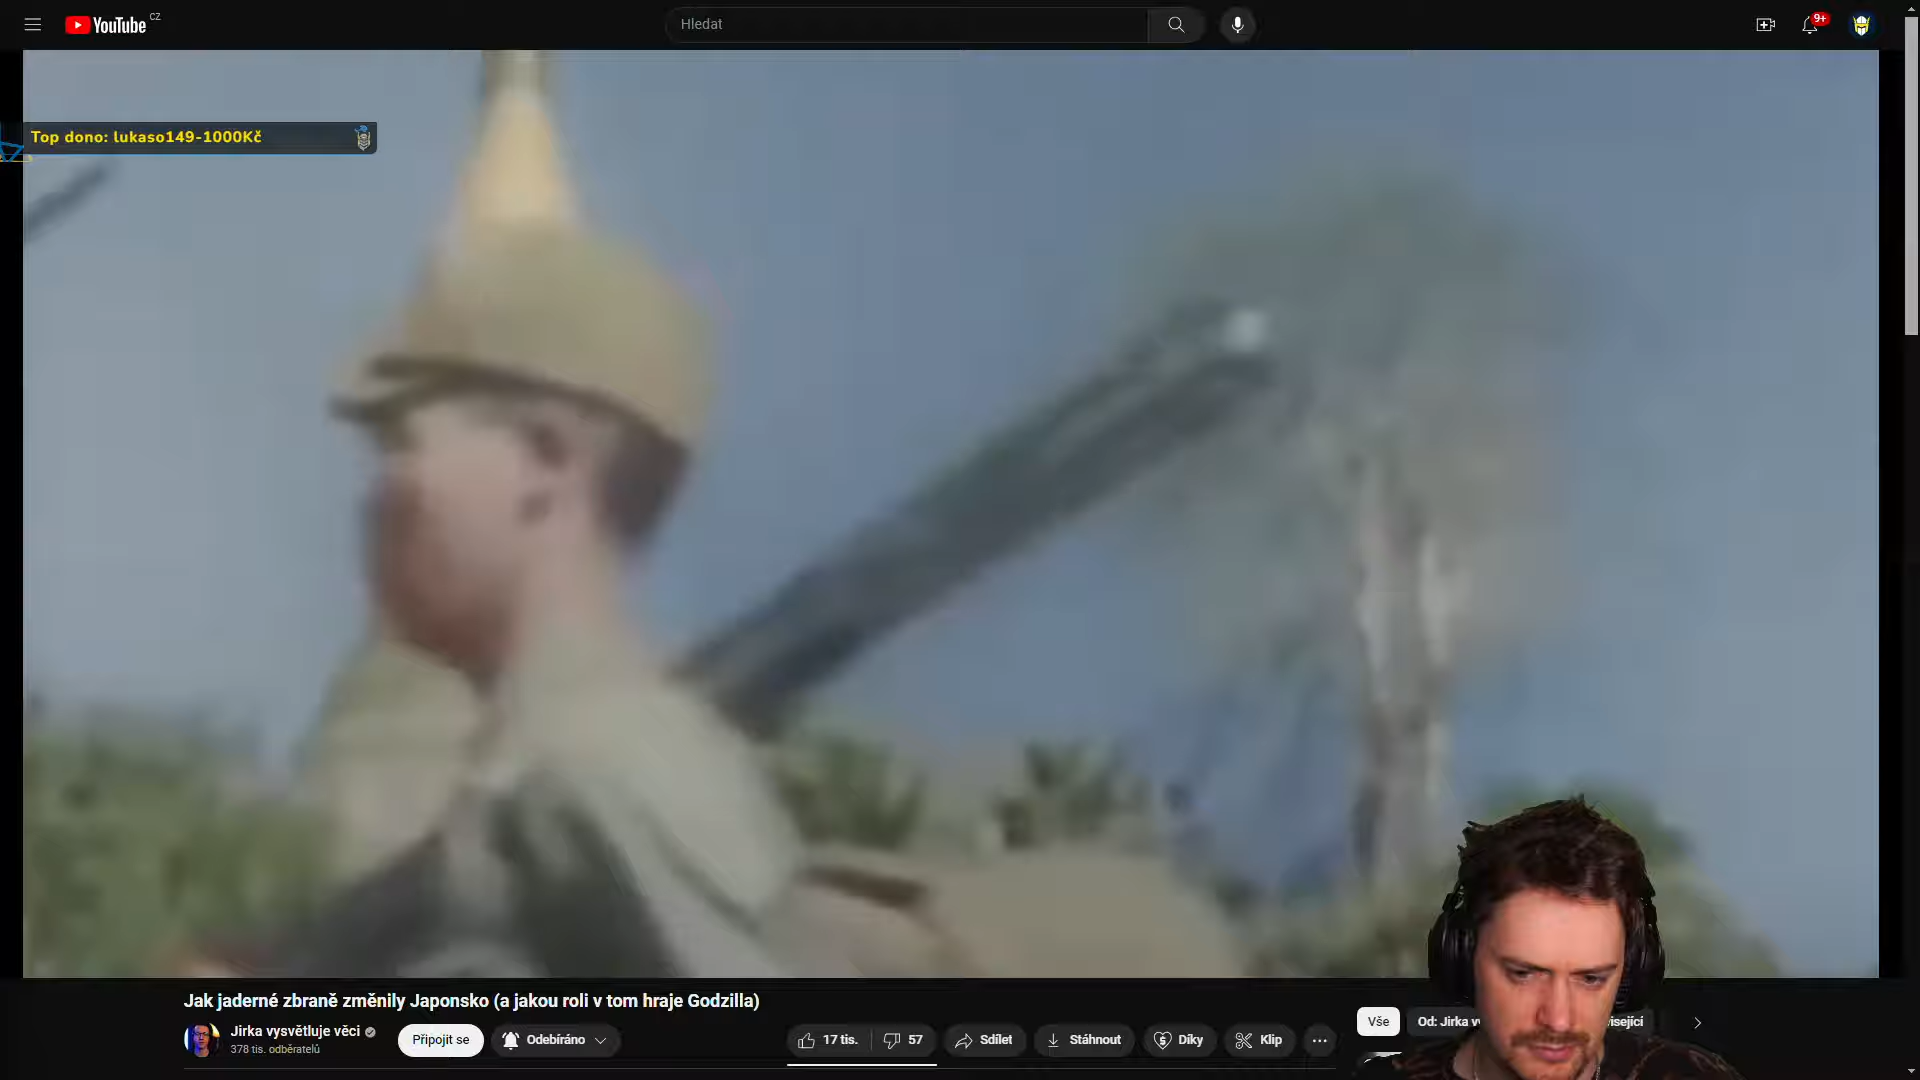 YouTube CZ
Hledat
9+
Top dono: lukaso149-1000Kč
Jak jaderné zbraně změnily Japonsko (a jakou roli v tom hraje Godzilla)
Jirka vysvětluje věci
378 tis. odběratelů
Připojit se
Odebíráno
17 tis.
57
Sdílet
Stáhnout
Díky
Klip
Vše
Od: Jirka